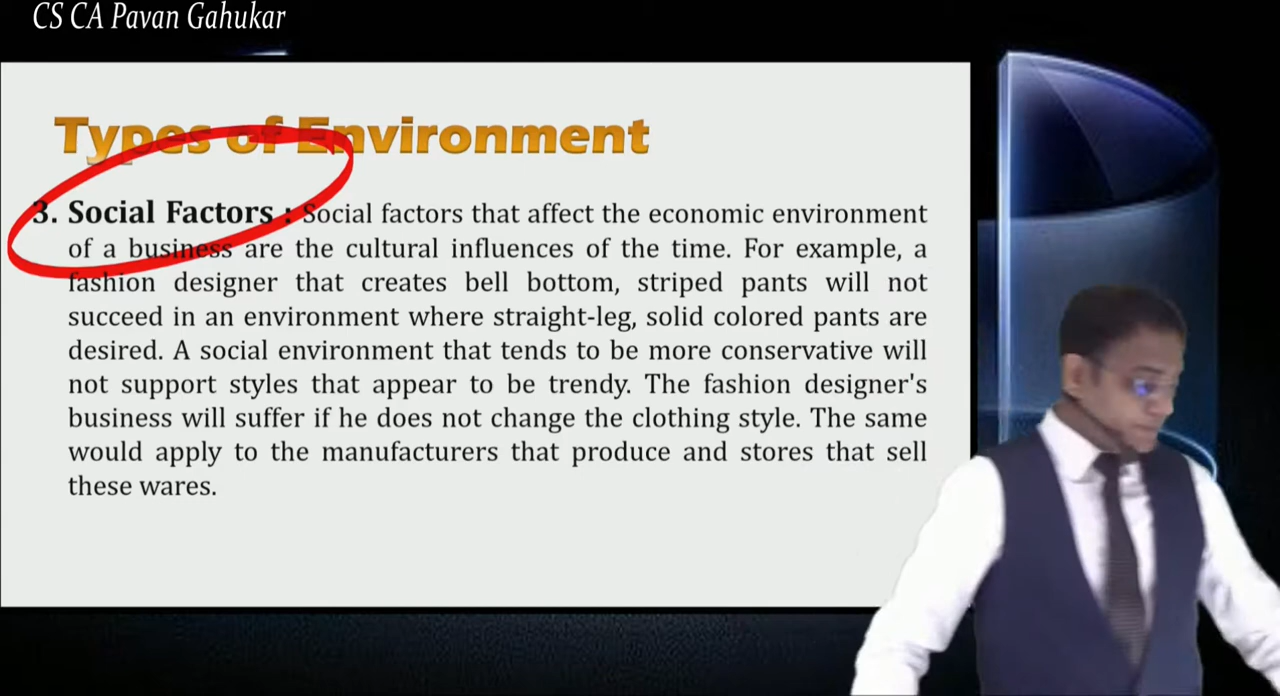 CS CA Pavan Gahukar
Types of Environment
3. Social Factors : Social factors that affect the economic environment
of a business are the cultural influences of the time. For example, a
fashion designer that creates bell bottom, striped pants will not
succeed in an environment where straight-leg, solid colored pants are
desired. A social environment that tends to be more conservative will
not support styles that appear to be trendy. The fashion designer's
business will suffer if he does not change the clothing style. The same
would apply to the manufacturers that produce and stores that sell
these wares.